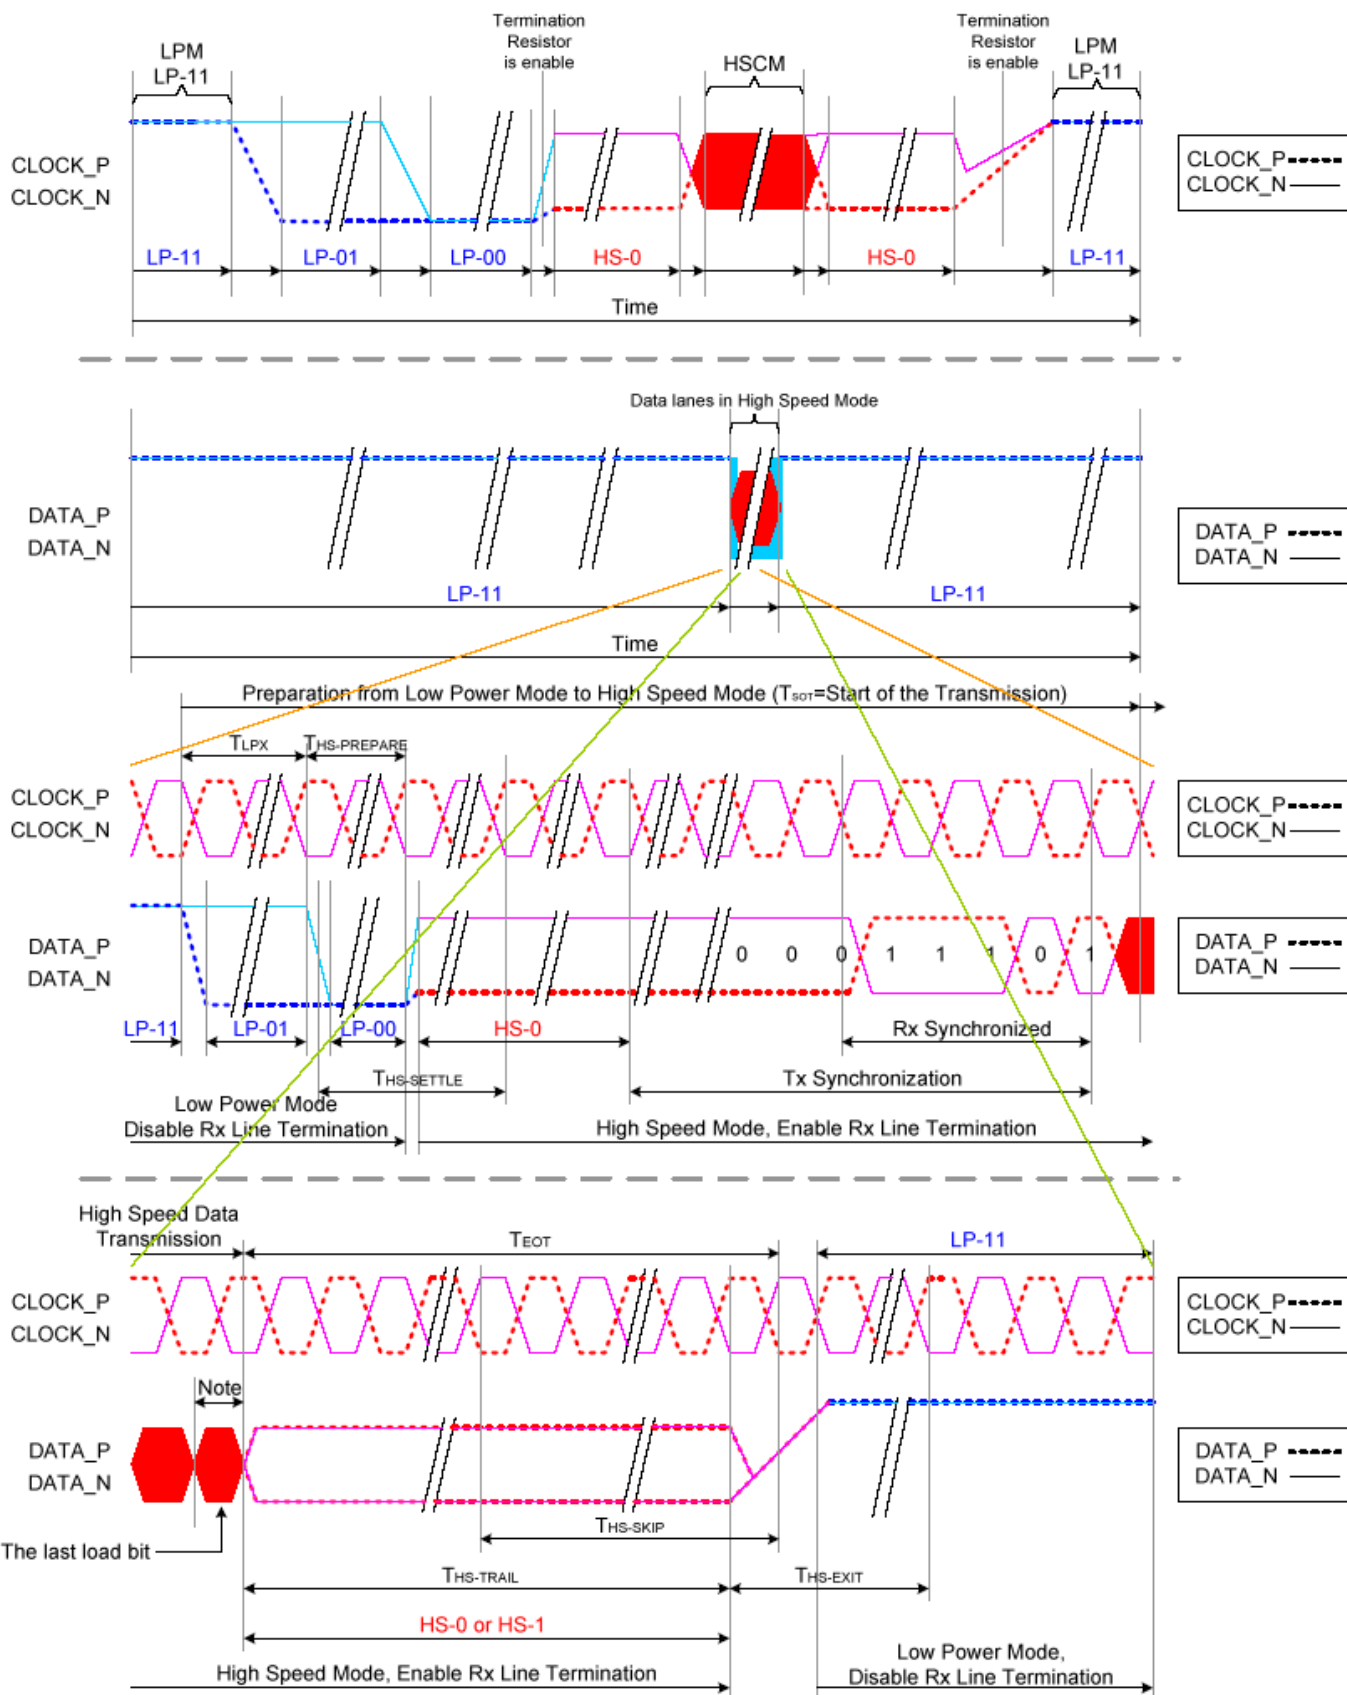 Termination
Resistor
is enable
Termination
Resistor
is enable
LPM
LP-11
HSCM
LPM
LP-11
CLOCK_P
CLOCK_N
CLOCK_P
CLOCK_N
LP-11
LP-01
LP-00
HS-0
HS-0
LP-11
Time
Data lanes in High Speed Mode
DATA_P
DATA_N
DATA_P
DATA_N
LP-11
LP-11
Time
Preparation from Low Power Mode to High Speed Mode (TSOT=Start of the Transmission)
TLPX
THS-PREPARE
CLOCK_P
CLOCK_N
CLOCK_P
CLOCK_N
DATA_P
DATA_N
0 0 0 1 1 1 0 1
DATA_P
DATA_N
LP-11
LP-01
LP-00
HS-0
Rx Synchronized
THS-SETTLE
Tx Synchronization
Low Power Mode
Disable Rx Line Termination
High Speed Mode, Enable Rx Line Termination
High Speed Data
Transmission
TEOT
LP-11
CLOCK_P
CLOCK_N
CLOCK_P
CLOCK_N
Note
DATA_P
DATA_N
DATA_P
DATA_N
THS-SKIP
The last load bit
THS-TRAIL
THS-EXIT
HS-0 or HS-1
High Speed Mode, Enable Rx Line Termination
Low Power Mode,
Disable Rx Line Termination